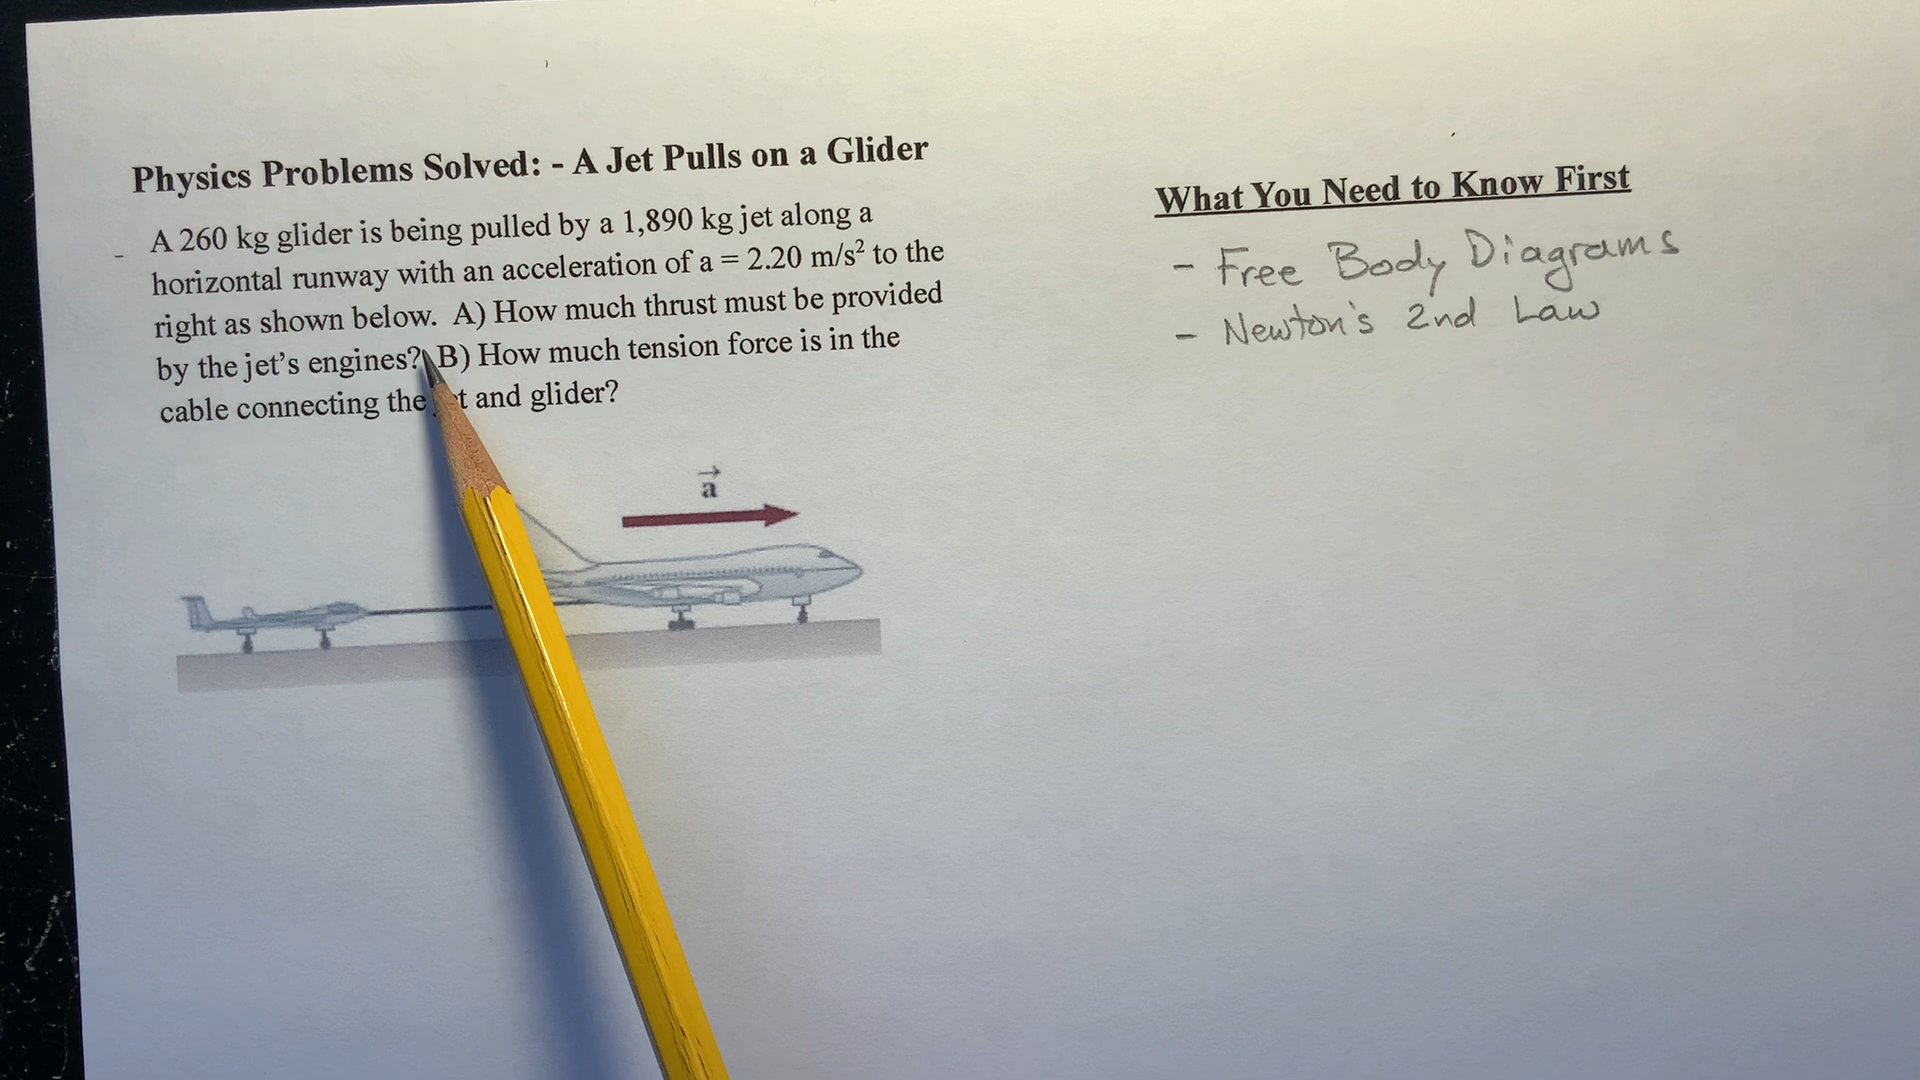 Physics Problems Solved: - A Jet Pulls on a Glider
A 260 kg glider is being pulled by a 1,890 kg jet along a
horizontal runway with an acceleration of a = 2.20 m/s² to the
right as shown below. A) How much thrust must be provided
by the jet's engines? B) How much tension force is in the
cable connecting the and glider?
a
What You Need to Know First
- Free Body Diagrams
- Newton's 2nd Law